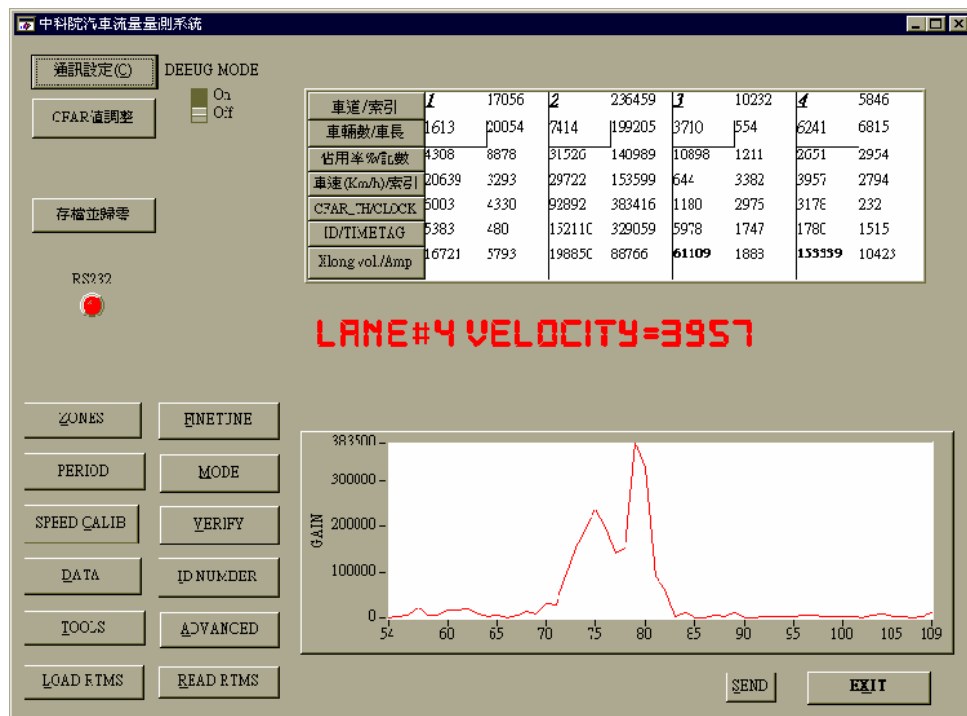 中科院汽車流量量測系統
通訊設定(C) DEEUG MODE
On
Off
CFAR值調整
存檔並歸零
RS232
車道/索引 1 17056 2 236459 3 10232 4 5846
車輛數/車長 1613 20054 7414 199205 3710 554 6241 6815
佔用率%/記數 4308 8878 31526 140989 10898 1211 2651 2954
車速(Km/h)/索引 20639 3293 29722 153599 644 3382 3957 2794
CFAR_TH/CLOCK 6003 4330 92892 383416 1180 2975 3178 232
ID/TIMETAG 5383 480 152110 329059 5978 1747 1780 1515
Xlong vol./Amp 16721 5793 198850 88766 61109 1883 153339 10423
LANE#4 VELOCITY=3957
ZONES FINETUNE
PERIOD MODE
SPEED CALIB VERIFY
DATA ID NUMBER
TOOLS ADVANCED
LOAD RTMS READ RTMS
GAIN
383500
300000
200000
100000
0
54 60 65 70 75 80 85 90 95 100 105 109
SEND EXIT